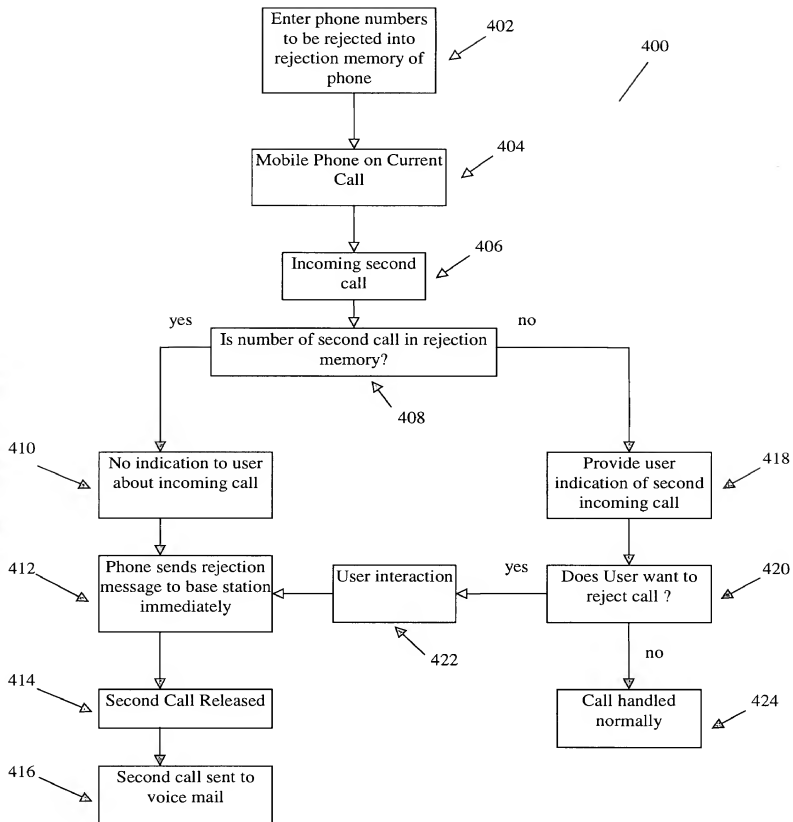 Enter phone numbers
to be rejected into
rejection memory of
phone
402
400
Mobile Phone on Current
Call
404
Incoming second
call
406
yes
no
Is number of second call in rejection
memory?
408
410
No indication to user
about incoming call
Provide user
indication of second
incoming call
418
412
Phone sends rejection
message to base station
immediately
User interaction
422
yes
Does User want to
reject call ?
420
no
414
Second Call Released
Call handled
normally
424
416
Second call sent to
voice mail